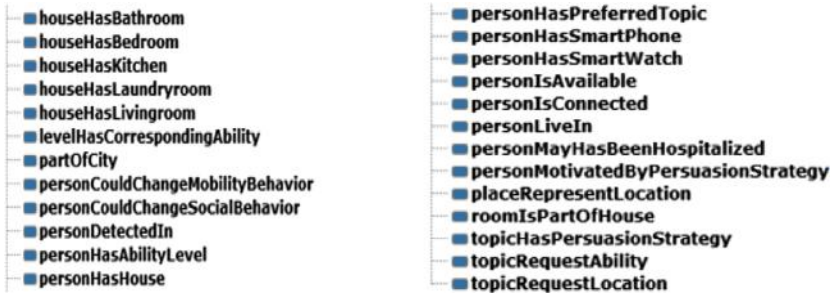 houseHasBathroom
houseHasBedroom
houseHasKitchen
houseHasLaundryroom
houseHasLivingroom
levelHasCorrespondingAbility
partOfCity
personCouldChangeMobilityBehavior
personCouldChangeSocialBehavior
personDetectedIn
personHasAbilityLevel
personHasHouse
personHasPreferredTopic
personHasSmartPhone
personHasSmartWatch
personIsAvailable
personIsConnected
personLiveIn
personMayHasBeenHospitalized
personMotivatedByPersuasionStrategy
placeRepresentLocation
roomIsPartOfHouse
topicHasPersuasionStrategy
topicRequestAbility
topicRequestLocation